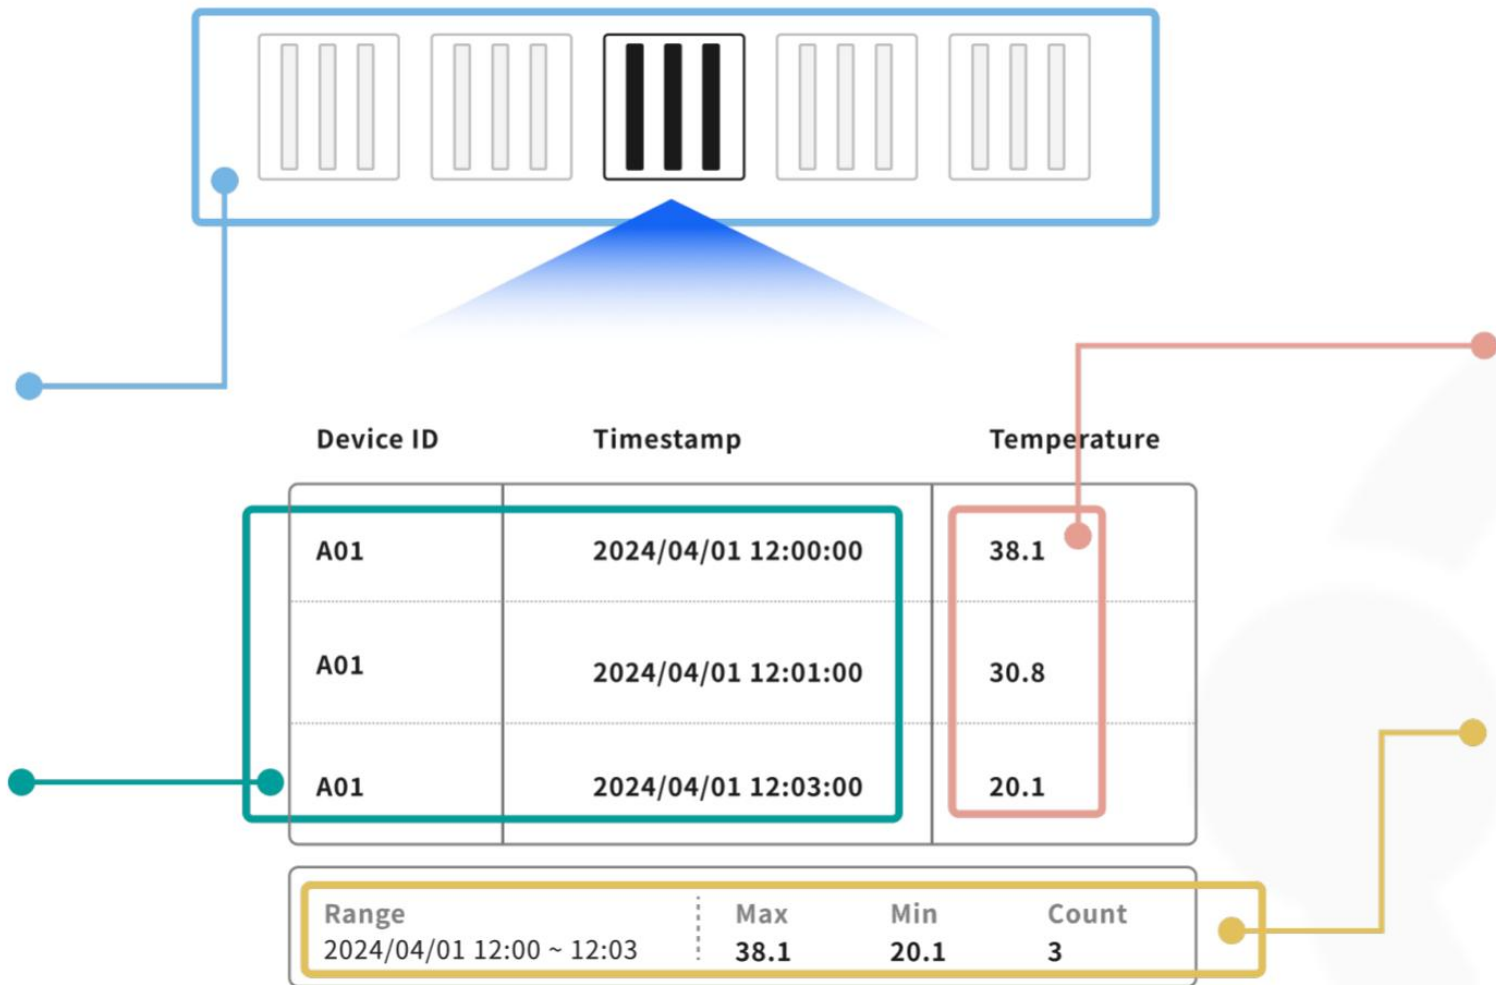 Device ID Timestamp Temperature
A01 2024/04/01 12:00:00 38.1
A01 2024/04/01 12:01:00 30.8
A01 2024/04/01 12:03:00 20.1
Range Max Min Count
2024/04/01 12:00 ~ 12:03 38.1 20.1 3